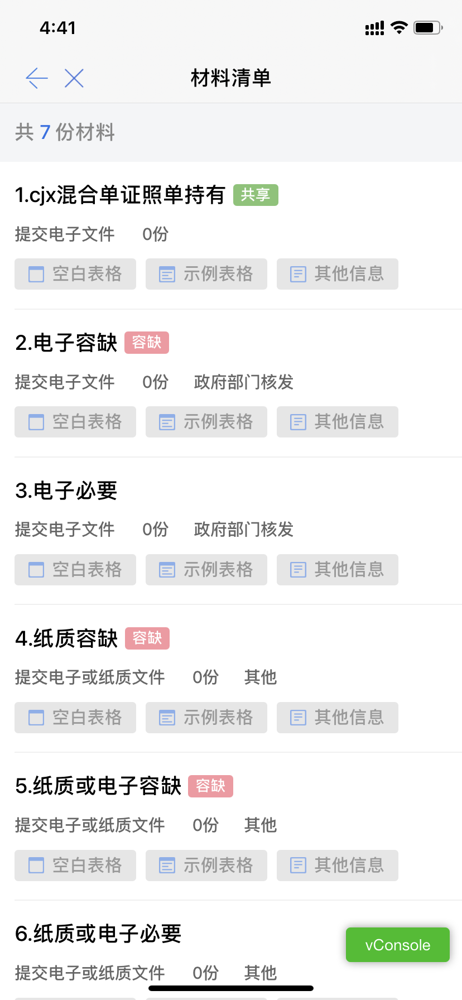 4:41
材料清单
共 7 份材料
1.cjx混合单证照单持有 共享
提交电子文件 0份
空白表格 示例表格 其他信息
2.电子容缺 容缺
提交电子文件 0份 政府部门核发
空白表格 示例表格 其他信息
3.电子必要
提交电子文件 0份 政府部门核发
空白表格 示例表格 其他信息
4.纸质容缺 容缺
提交电子或纸质文件 0份 其他
空白表格 示例表格 其他信息
5.纸质或电子容缺 容缺
提交电子或纸质文件 0份 其他
空白表格 示例表格 其他信息
6.纸质或电子必要
vConsole
提交电子或纸质文件 0份 其他